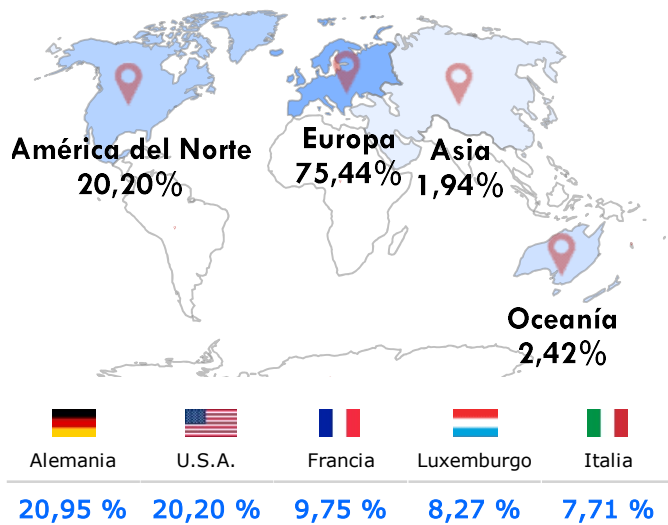 América del Norte
20,20%
Europa
75,44%
Asia
1,94%
Oceanía
2,42%
Alemania U.S.A. Francia Luxemburgo Italia
20,95 % 20,20 % 9,75 % 8,27 % 7,71 %